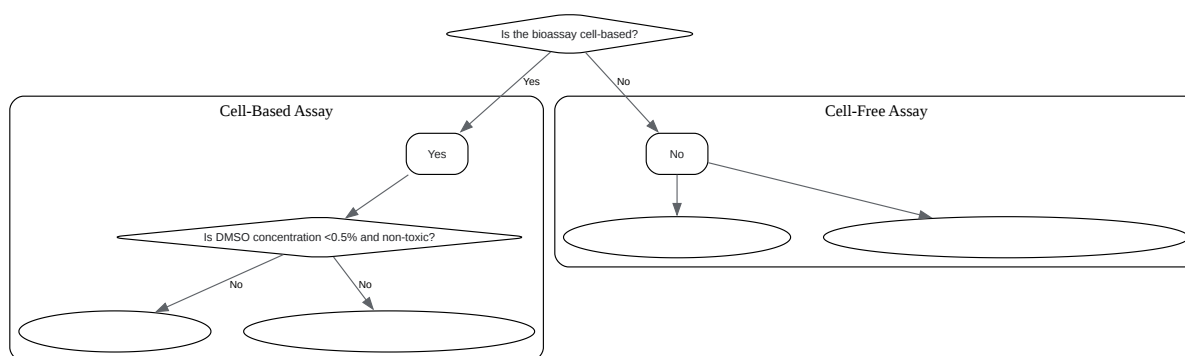 Is the bioassay cell-based?
Yes
No
Cell-Based Assay
Cell-Free Assay
Yes
No
Is DMSO concentration <0.5% and non-toxic?
No
No